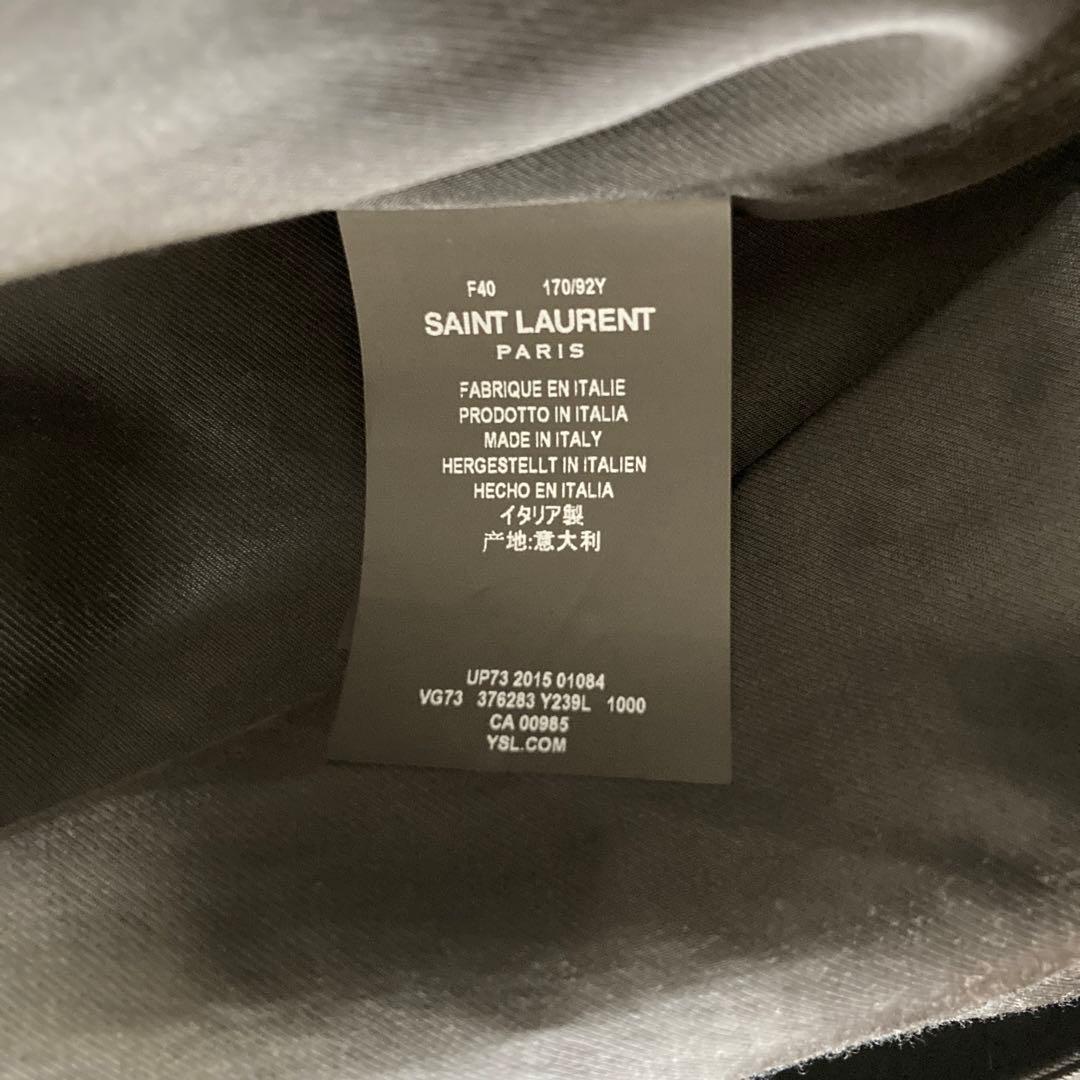 F40 170/92Y
SAINT LAURENT
PARIS
FABRIQUE EN ITALIE
PRODOTTO IN ITALIA
MADE IN ITALY
HERGESTELLT IN ITALIEN
HECHO EN ITALIA
イタリア製
产地:意大利
UP73 2015 01084
VG73 376283 Y239L 1000
CA 00985
YSL.COM